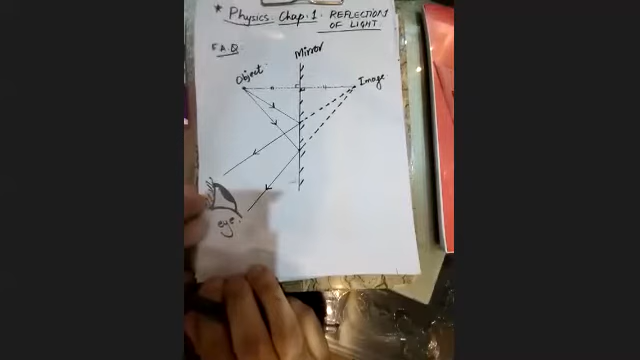 * Physics. Chap. 1. REFLECTION
OF LIGHT.
F.A.Q
Mirror
Object
Image
eye.